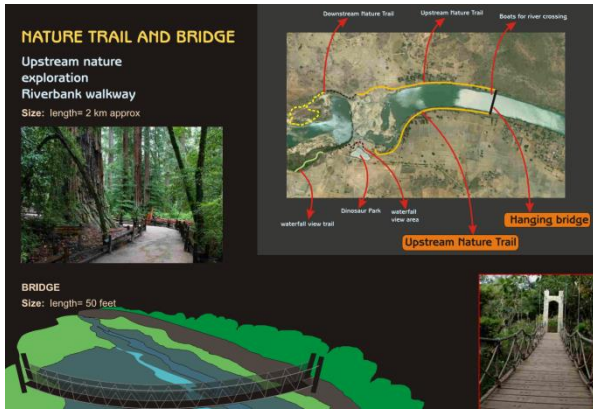 NATURE TRAIL AND BRIDGE
Upstream nature
exploration
Riverbank walkway
Size: length= 2 km approx
BRIDGE
Size: length= 50 feet
Downstream Nature Trail
Upstream Nature Trail
Boats for river crossing
waterfall view trail
Dinosaur Park
waterfall
view area
Upstream Nature Trail
Hanging bridge